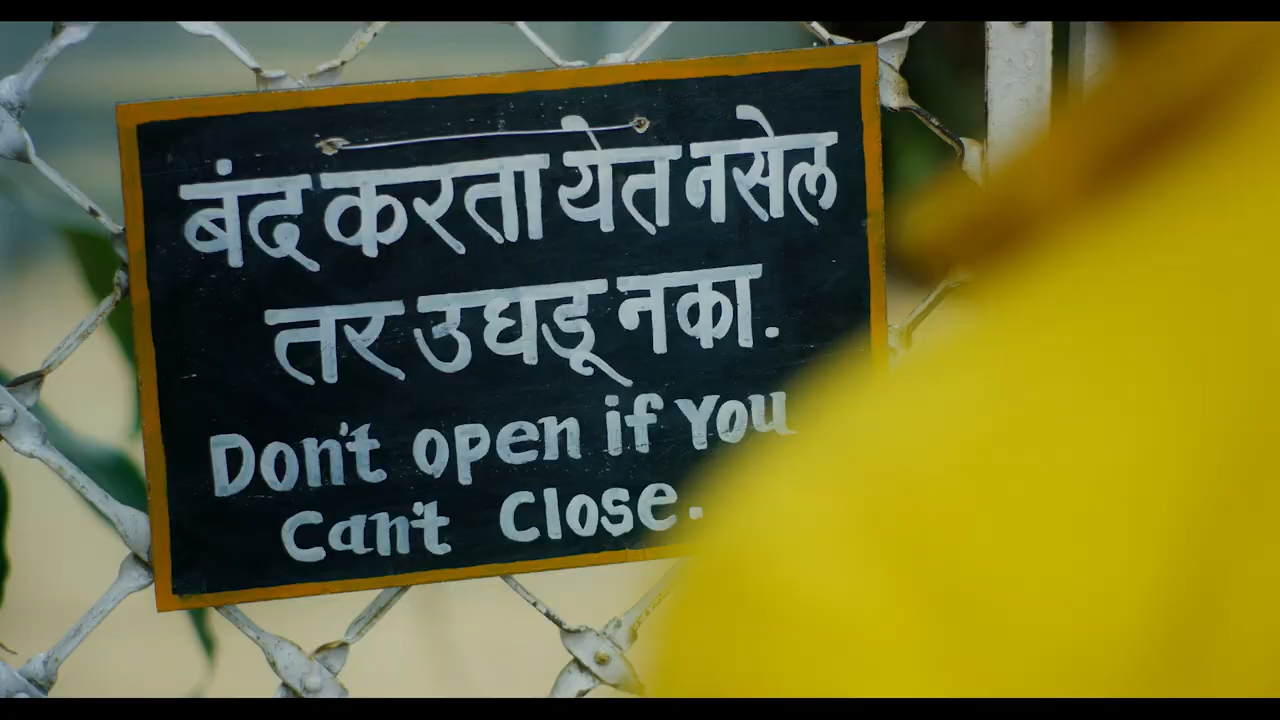 बंद करता येत नसेल
तर उघडू नका.
Don't open if You
Can't Close.